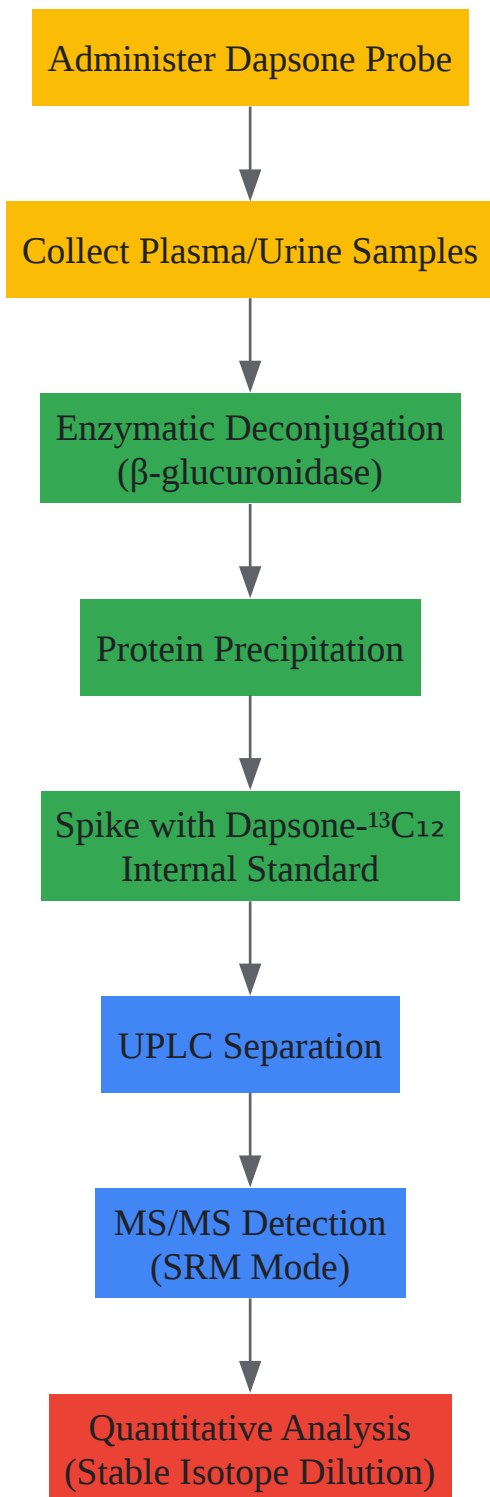 Administer Dapsone Probe
Collect Plasma/Urine Samples
Enzymatic Deconjugation
(β-glucuronidase)
Protein Precipitation
Spike with Dapsone-¹³C₁₂
Internal Standard
UPLC Separation
MS/MS Detection
(SRM Mode)
Quantitative Analysis
(Stable Isotope Dilution)